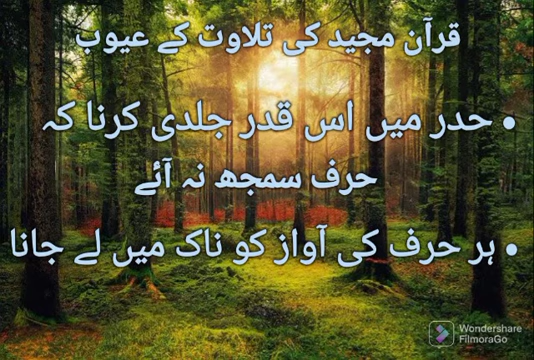 قرآن مجید کی تلاوت کے عیوب
• حدر میں اس قدر جلدی کرنا کہ
حرف سمجھ نہ آئے
• ہر حرف کی آواز کو ناک میں لے جانا
Wondershare
FilmoraGo